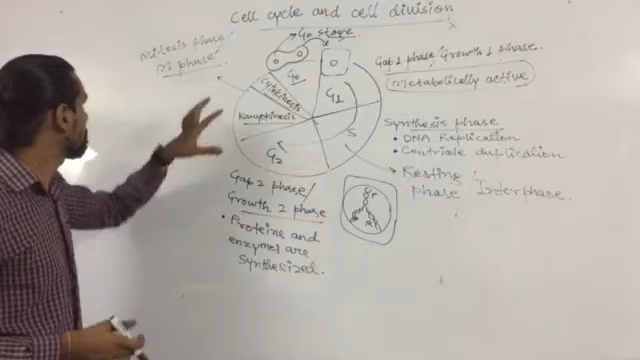 Cell cycle and cell division
G0 stage
Mitosis phase/
M phase
Gap 1 phase/Growth 1 phase.
Metabolically active
G0
G1
Cytokinesis
Karyokinesis
S
G2
Synthesis phase
• DNA Replication
• Centriole duplication
Resting
phase / Interphase.
Gap 2 phase/
Growth 2 phase
• Proteins and
enzymes are
synthesized.